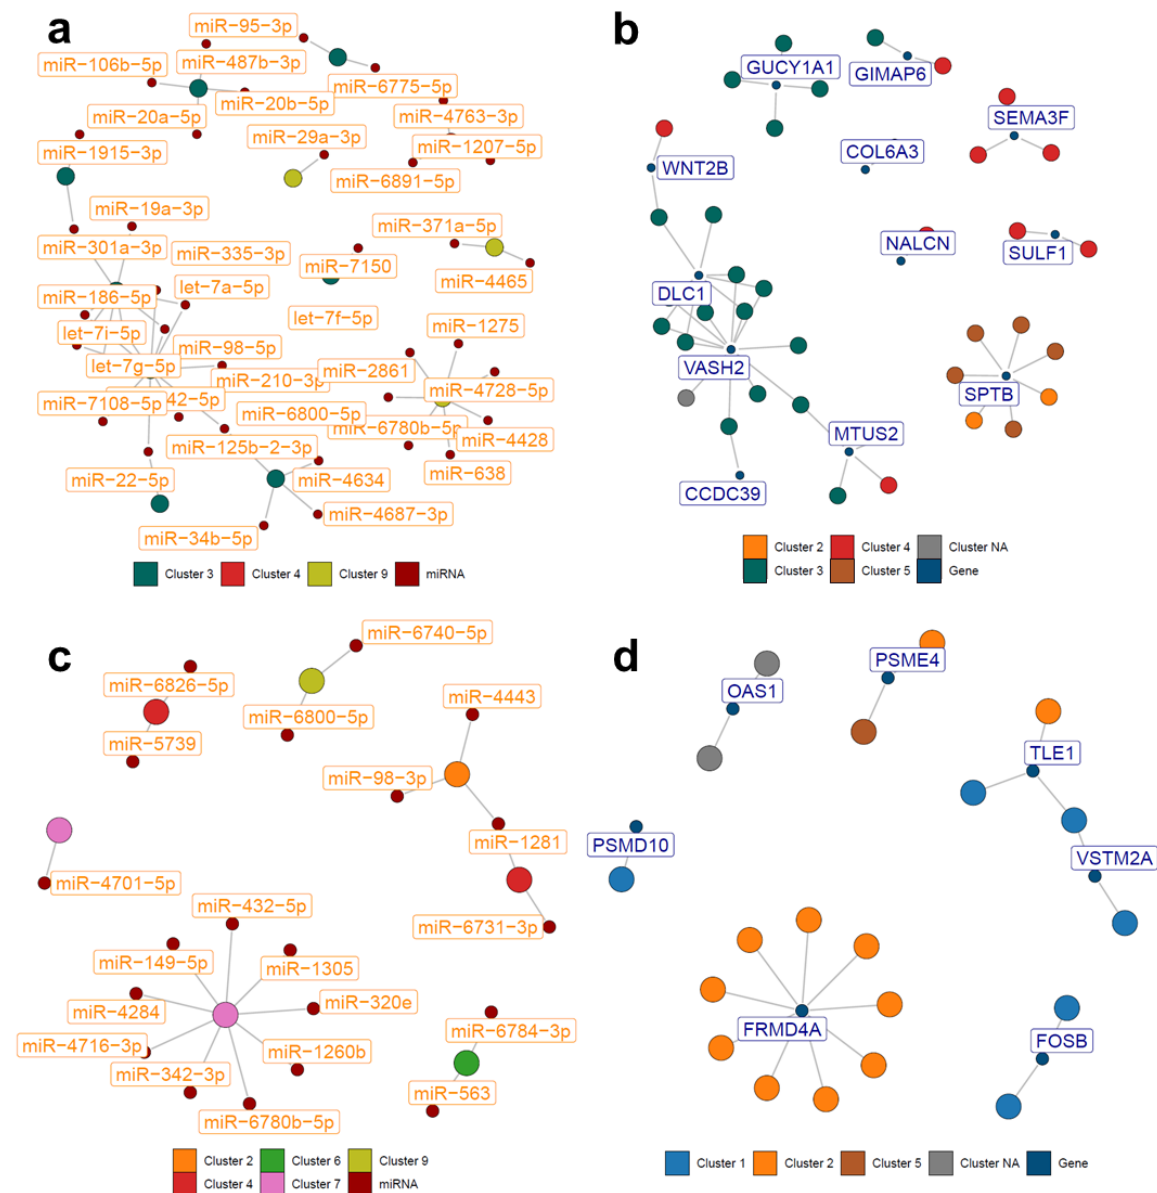 a
miR−95−3p
miR−487b−3p
miR−106b−5p
miR−6775−5p
miR−20b−5p
miR−20a−5p
miR−4763−3p
miR−29a−3p
miR−1207−5p
miR−1915−3p
miR−6891−5p
miR−19a−3p
miR−371a−5p
miR−301a−3p
miR−335−3p
miR−7150
miR−4465
miR−186−5p
let−7a−5p
let−7f−5p
let−7i−5p
miR−1275
miR−98−5p
let−7g−5p
miR−2861
miR−210−3p
miR−4728−5p
miR−7108−5p
42−5p
miR−6800−5p
miR−6780b−5p
miR−4428
miR−125b−2−3p
miR−22−5p
miR−4634
miR−638
miR−4687−3p
miR−34b−5p
Cluster 3
Cluster 4
Cluster 9
miRNA
b
GUCY1A1
GIMAP6
SEMA3F
COL6A3
WNT2B
NALCN
SULF1
DLC1
VASH2
SPTB
MTUS2
CCDC39
Cluster 2
Cluster 4
Cluster NA
Cluster 3
Cluster 5
Gene
c
miR−6740−5p
miR−6826−5p
miR−4443
miR−6800−5p
miR−5739
miR−98−3p
miR−1281
miR−4701−5p
miR−432−5p
miR−6731−3p
miR−149−5p
miR−1305
miR−4284
miR−320e
miR−6784−3p
miR−4716−3p
miR−1260b
miR−342−3p
miR−563
miR−6780b−5p
Cluster 2
Cluster 6
Cluster 9
Cluster 4
Cluster 7
miRNA
d
PSME4
OAS1
TLE1
PSMD10
VSTM2A
FRMD4A
FOSB
Cluster 1
Cluster 2
Cluster 5
Cluster NA
Gene